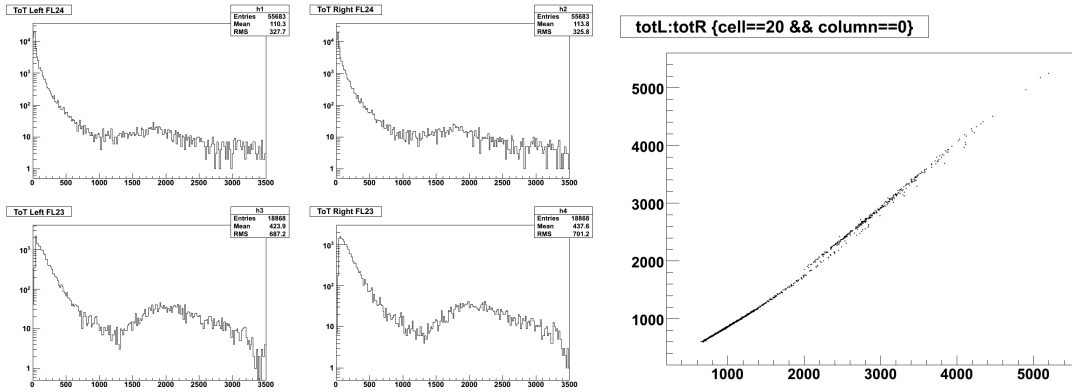 ToT Left FL24
h1
Entries 55683
Mean 110.3
RMS 327.7
10⁴
10³
10²
10
1
0 500 1000 1500 2000 2500 3000 3500
ToT Right FL24
h2
Entries 55683
Mean 113.8
RMS 325.8
10⁴
10³
10²
10
1
0 500 1000 1500 2000 2500 3000 3500
ToT Left FL23
h3
Entries 18868
Mean 423.9
RMS 687.2
10³
10²
10
1
0 500 1000 1500 2000 2500 3000 3500
ToT Right FL23
h4
Entries 18868
Mean 437.6
RMS 701.2
10³
10²
10
1
0 500 1000 1500 2000 2500 3000 3500
totL:totR {cell==20 && column==0}
5000
4000
3000
2000
1000
1000 2000 3000 4000 5000